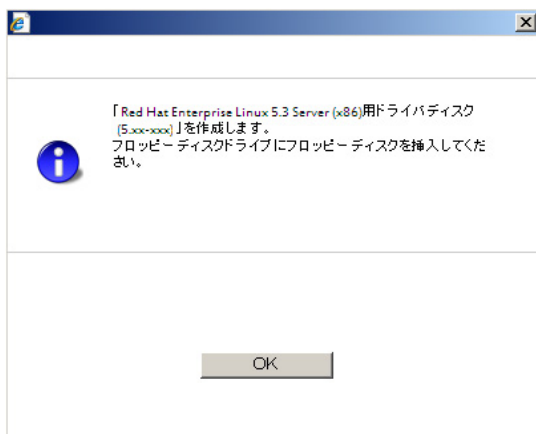 「Red Hat Enterprise Linux 5.3 Server (x86)用ドライバディスク
(5.xx-xxx)」を作成します。
フロッピーディスクドライブにフロッピーディスクを挿入してくだ
さい。
OK